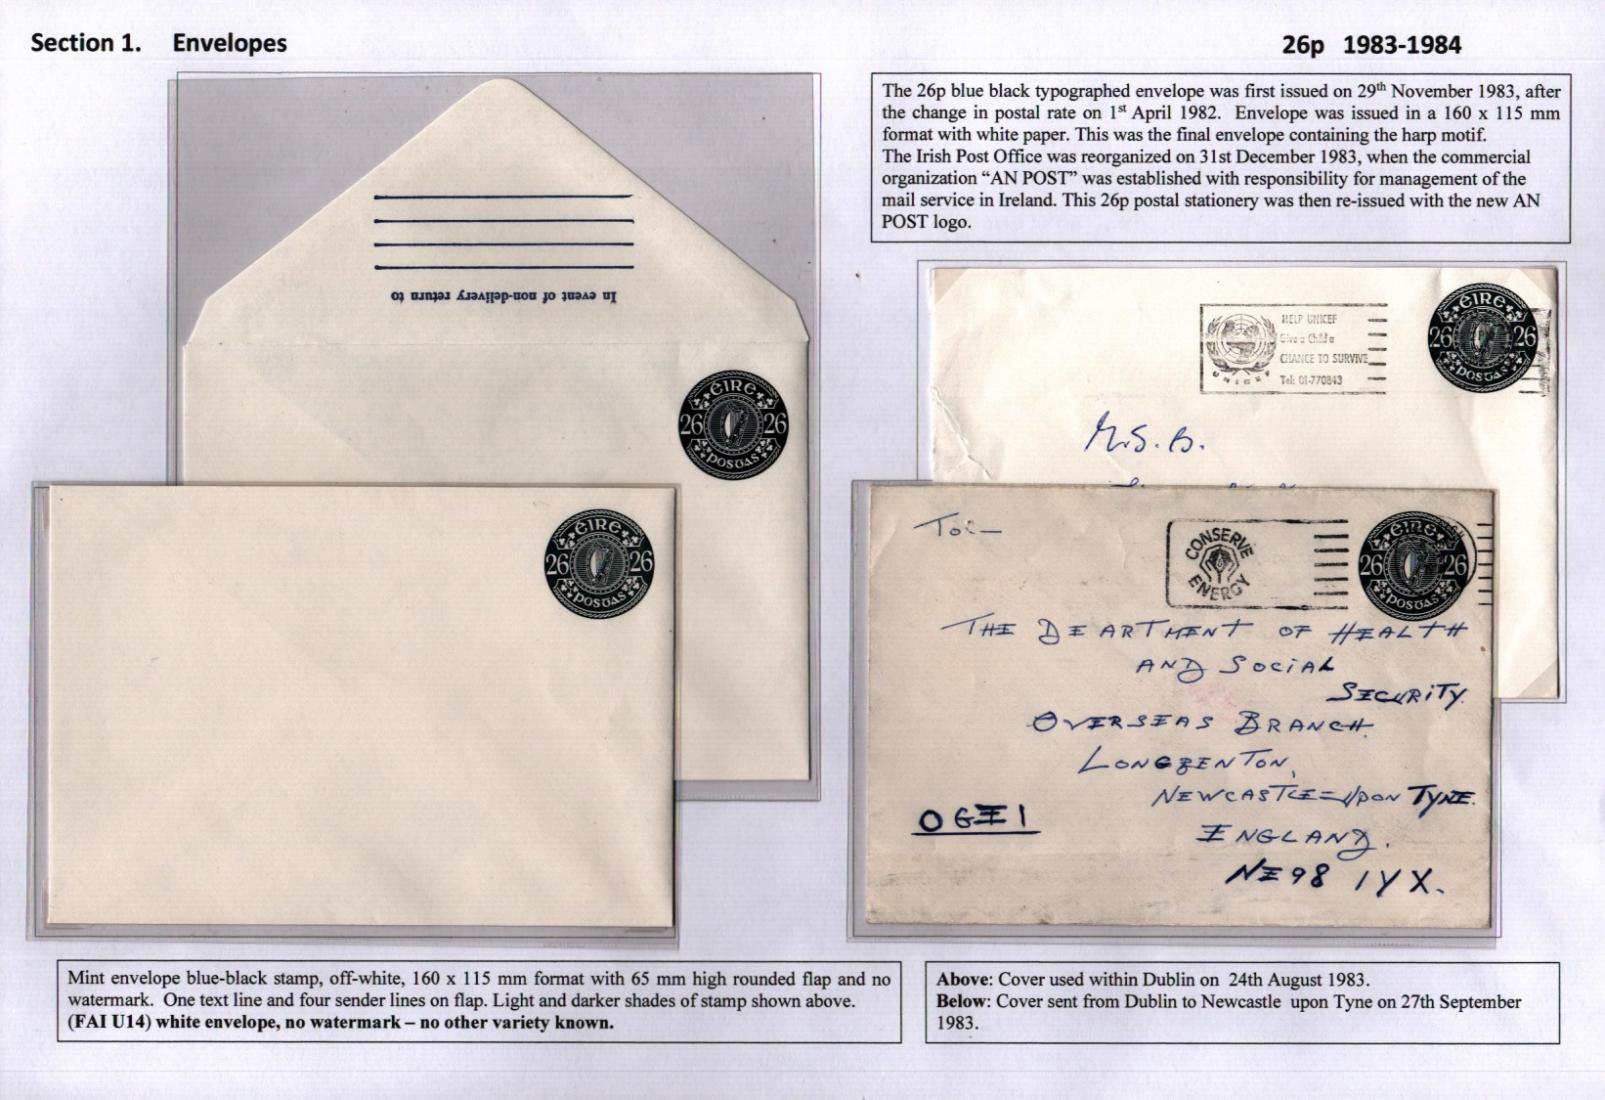 Section 1. Envelopes
26p 1983-1984
The 26p blue black typographed envelope was first issued on 29th November 1983, after
the change in postal rate on 1st April 1982. Envelope was issued in a 160 x 115 mm
format with white paper. This was the final envelope containing the harp motif.
The Irish Post Office was reorganized on 31st December 1983, when the commercial
organization “AN POST” was established with responsibility for management of the
mail service in Ireland. This 26p postal stationery was then re-issued with the new AN
POST logo.
In event of non-delivery return to
ÉIRE
26 26
POSTAS
ÉIRE
26 26
POSTAS
HELP UNICEF
Give a Child a
CHANCE TO SURVIVE
Tel: 01-770843
UNICEF
ÉIRE
26 26
POSTAS
M.S.B.
To:-
CONSERVE
ENERGY
ÉIRE
26 26
POSTAS
THE DEARTMENT OF HEALTH
AND SOCIAL
SECURITY.
OVERSEAS BRANCH.
LONGBENTON,
NEWCASTLE=UPON TYNE.
OGE1
ENGLAND.
NE98 1YX.
Mint envelope blue-black stamp, off-white, 160 x 115 mm format with 65 mm high rounded flap and no
watermark. One text line and four sender lines on flap. Light and darker shades of stamp shown above.
(FAI U14) white envelope, no watermark – no other variety known.
Above: Cover used within Dublin on 24th August 1983.
Below: Cover sent from Dublin to Newcastle upon Tyne on 27th September
1983.